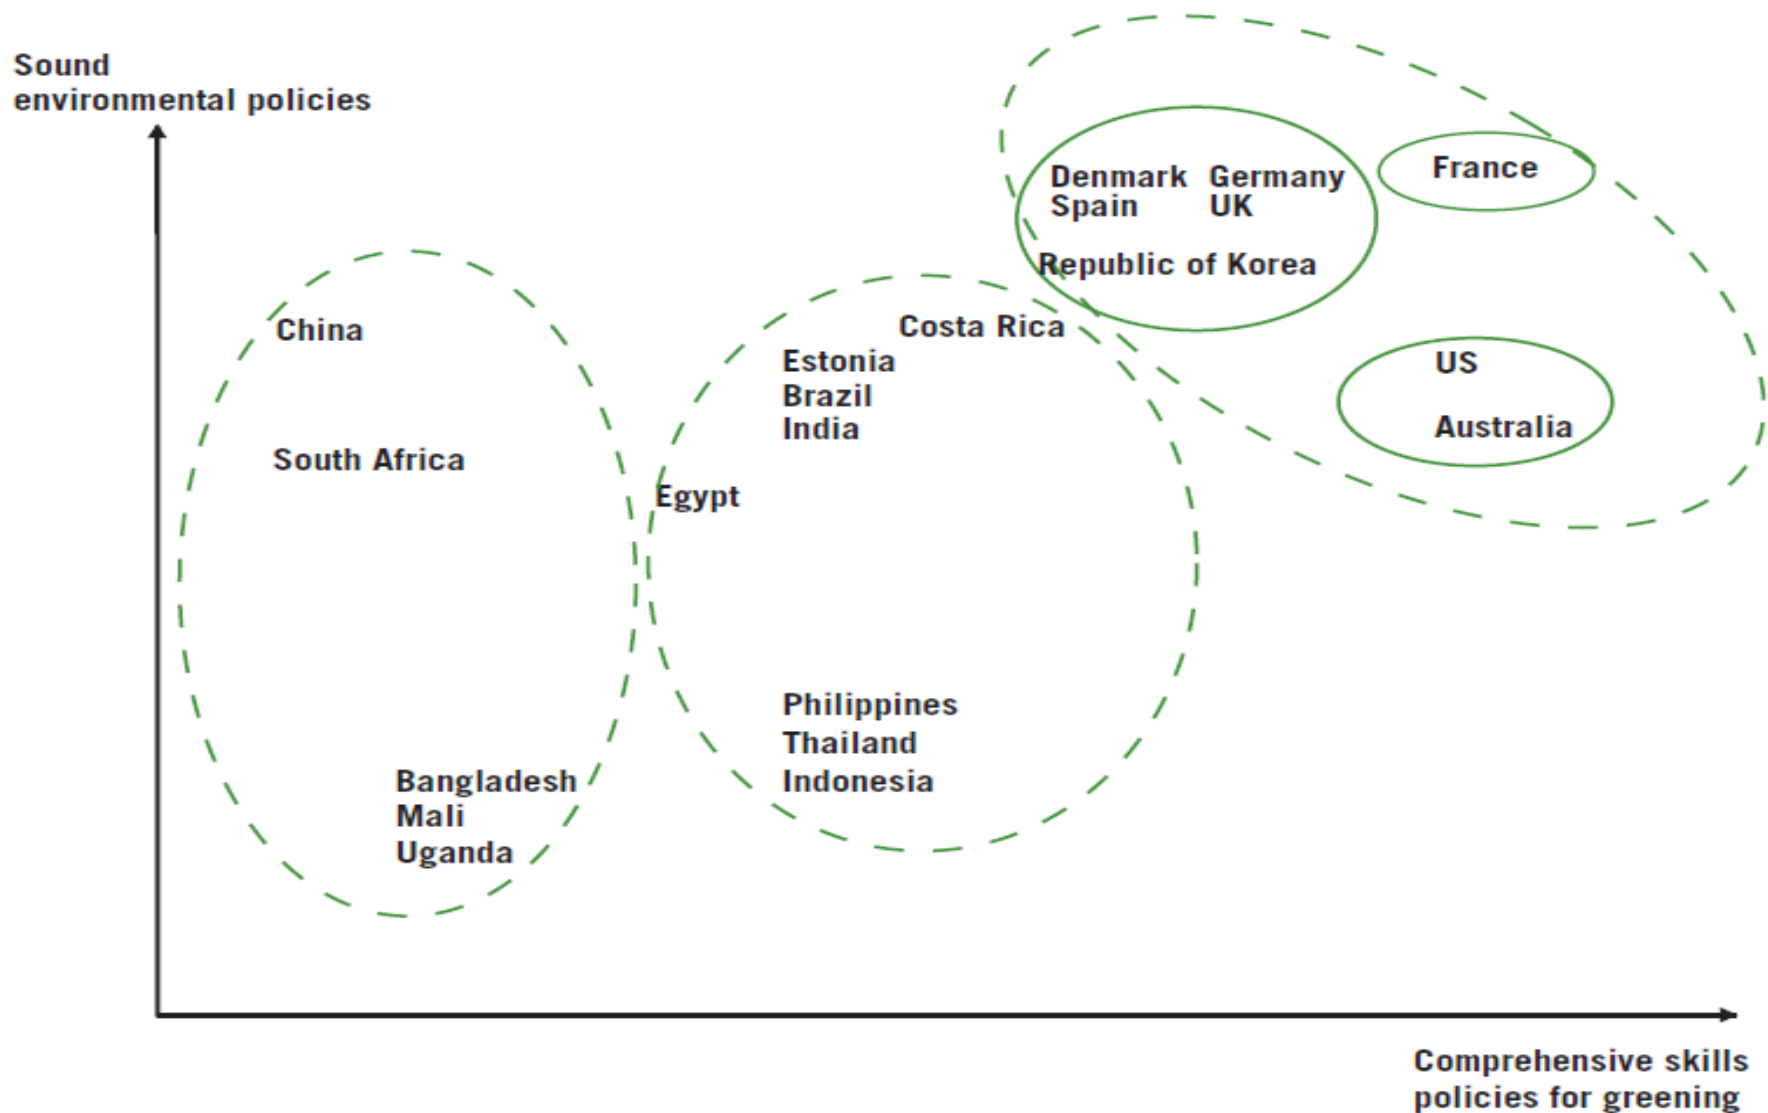 Sound
environmental policies
Denmark Germany
Spain UK
Republic of Korea
France
China
Costa Rica
Estonia
Brazil
India
US
Australia
South Africa
Egypt
Philippines
Thailand
Indonesia
Bangladesh
Mali
Uganda
Comprehensive skills
policies for greening